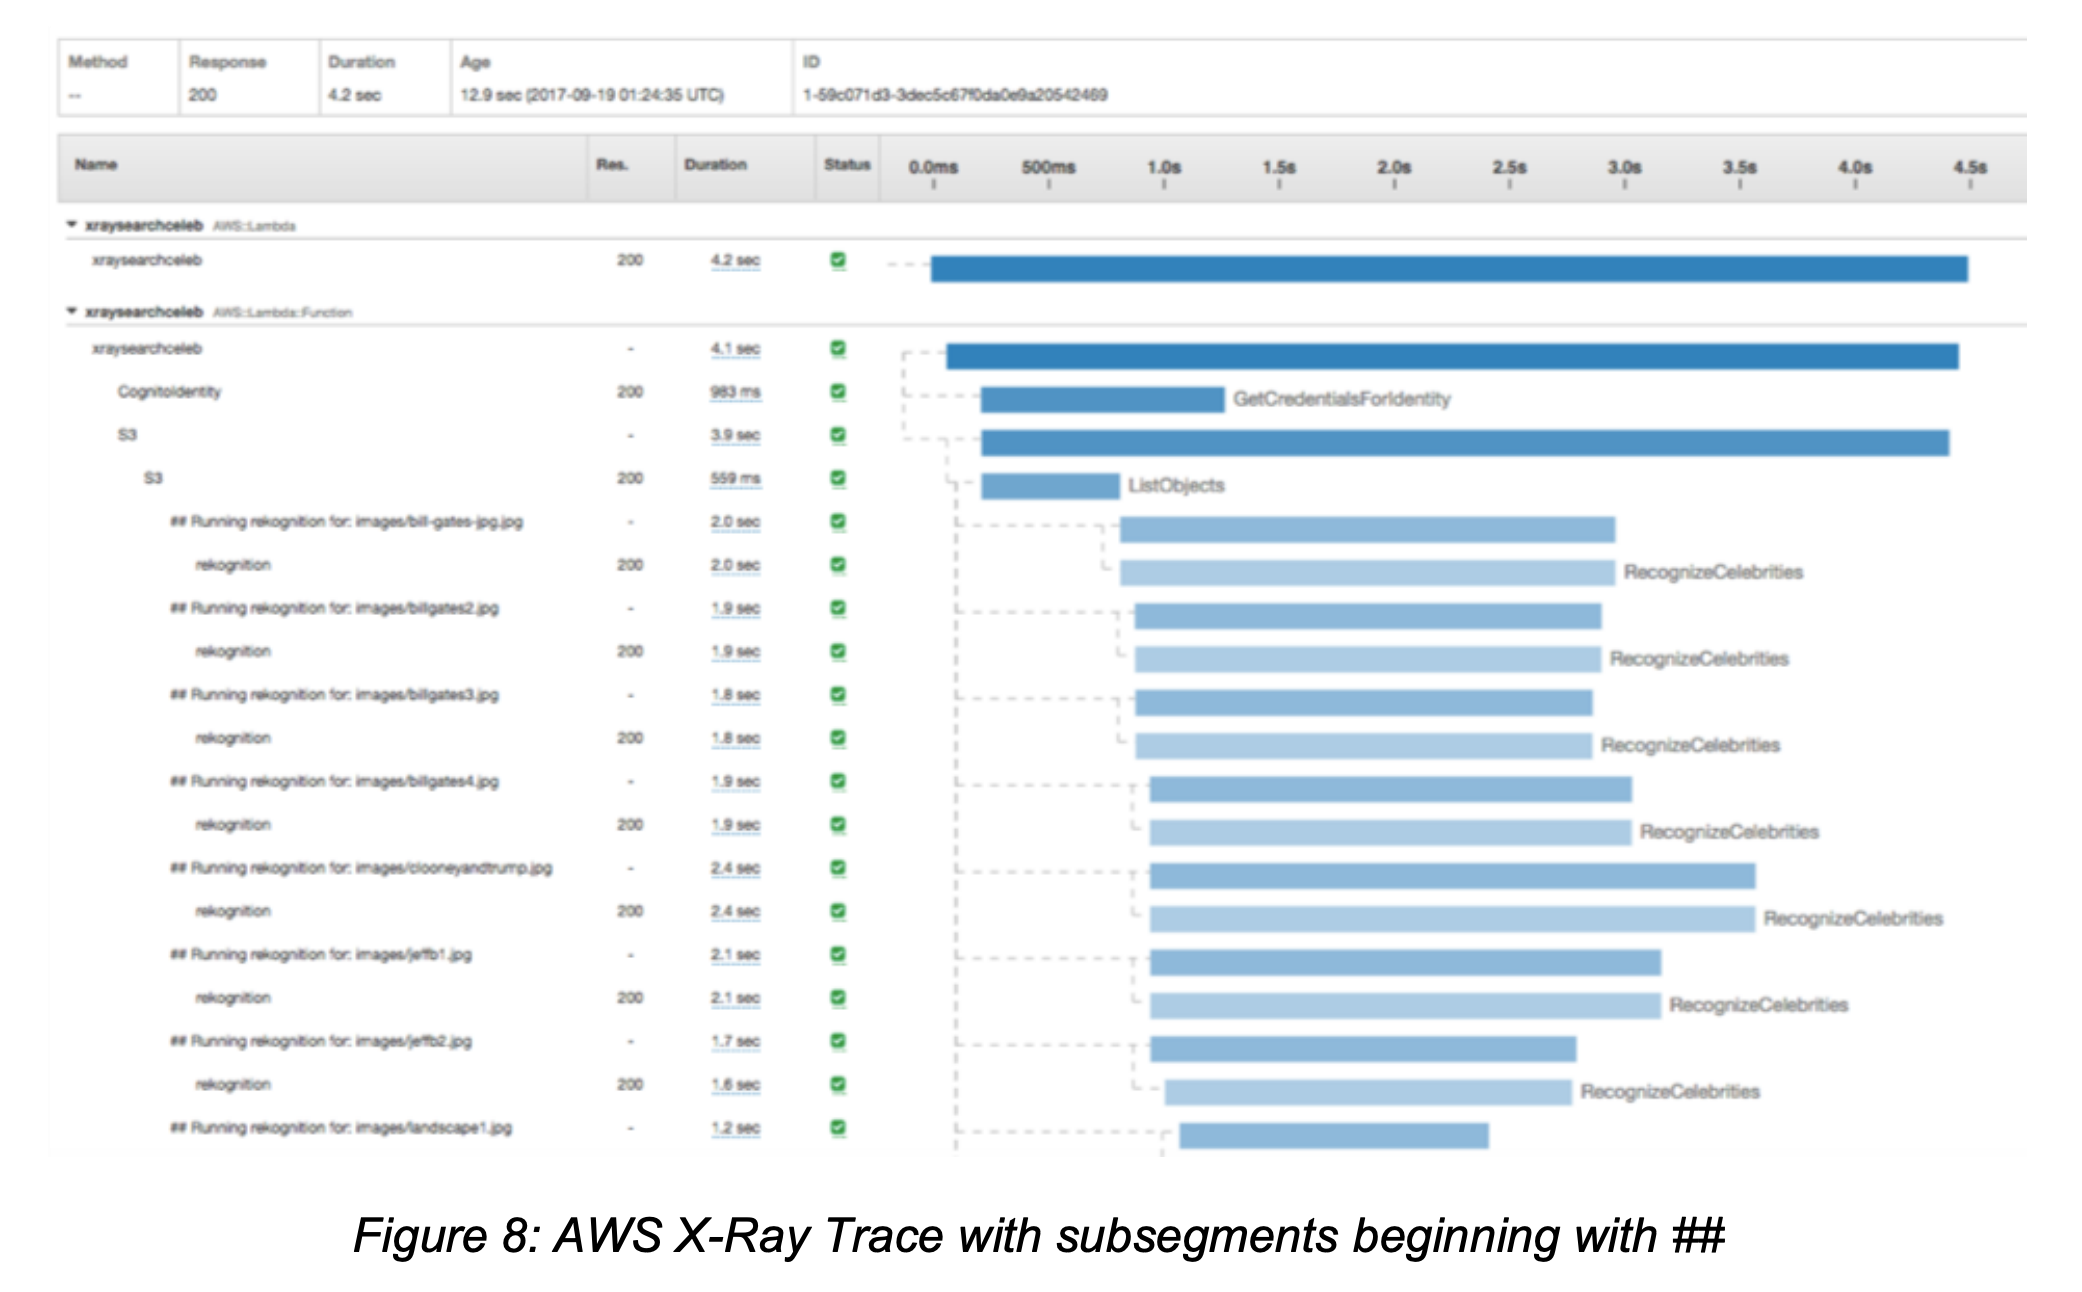 Method Response Duration Age ID
-- 200 4.2 sec 12.9 sec (2017-09-19 01:24:35 UTC) 1-59c071d3-3dec5c67f0da0e9a20542469
Name Res. Duration Status 0.0ms 500ms 1.0s 1.5s 2.0s 2.5s 3.0s 3.5s 4.0s 4.5s
xraysearchceleb AWS::Lambda
xraysearchceleb 200 4.2 sec
xraysearchceleb AWS::Lambda::Function
xraysearchceleb - 4.1 sec
CognitoIdentity 200 983 ms GetCredentialsForIdentity
S3 - 3.9 sec
S3 200 559 ms ListObjects
## Running rekognition for: images/bill-gates-jpg.jpg - 2.0 sec
rekognition 200 2.0 sec RecognizeCelebrities
## Running rekognition for: images/billgates2.jpg - 1.9 sec
rekognition 200 1.9 sec RecognizeCelebrities
## Running rekognition for: images/billgates3.jpg - 1.8 sec
rekognition 200 1.8 sec RecognizeCelebrities
## Running rekognition for: images/billgates4.jpg - 1.9 sec
rekognition 200 1.9 sec RecognizeCelebrities
## Running rekognition for: images/clooneyandtrump.jpg - 2.4 sec
rekognition 200 2.4 sec RecognizeCelebrities
## Running rekognition for: images/jeffb1.jpg - 2.1 sec
rekognition 200 2.1 sec RecognizeCelebrities
## Running rekognition for: images/jeffb2.jpg - 1.7 sec
rekognition 200 1.6 sec RecognizeCelebrities
## Running rekognition for: images/landscape1.jpg - 1.2 sec
Figure 8: AWS X-Ray Trace with subsegments beginning with ##